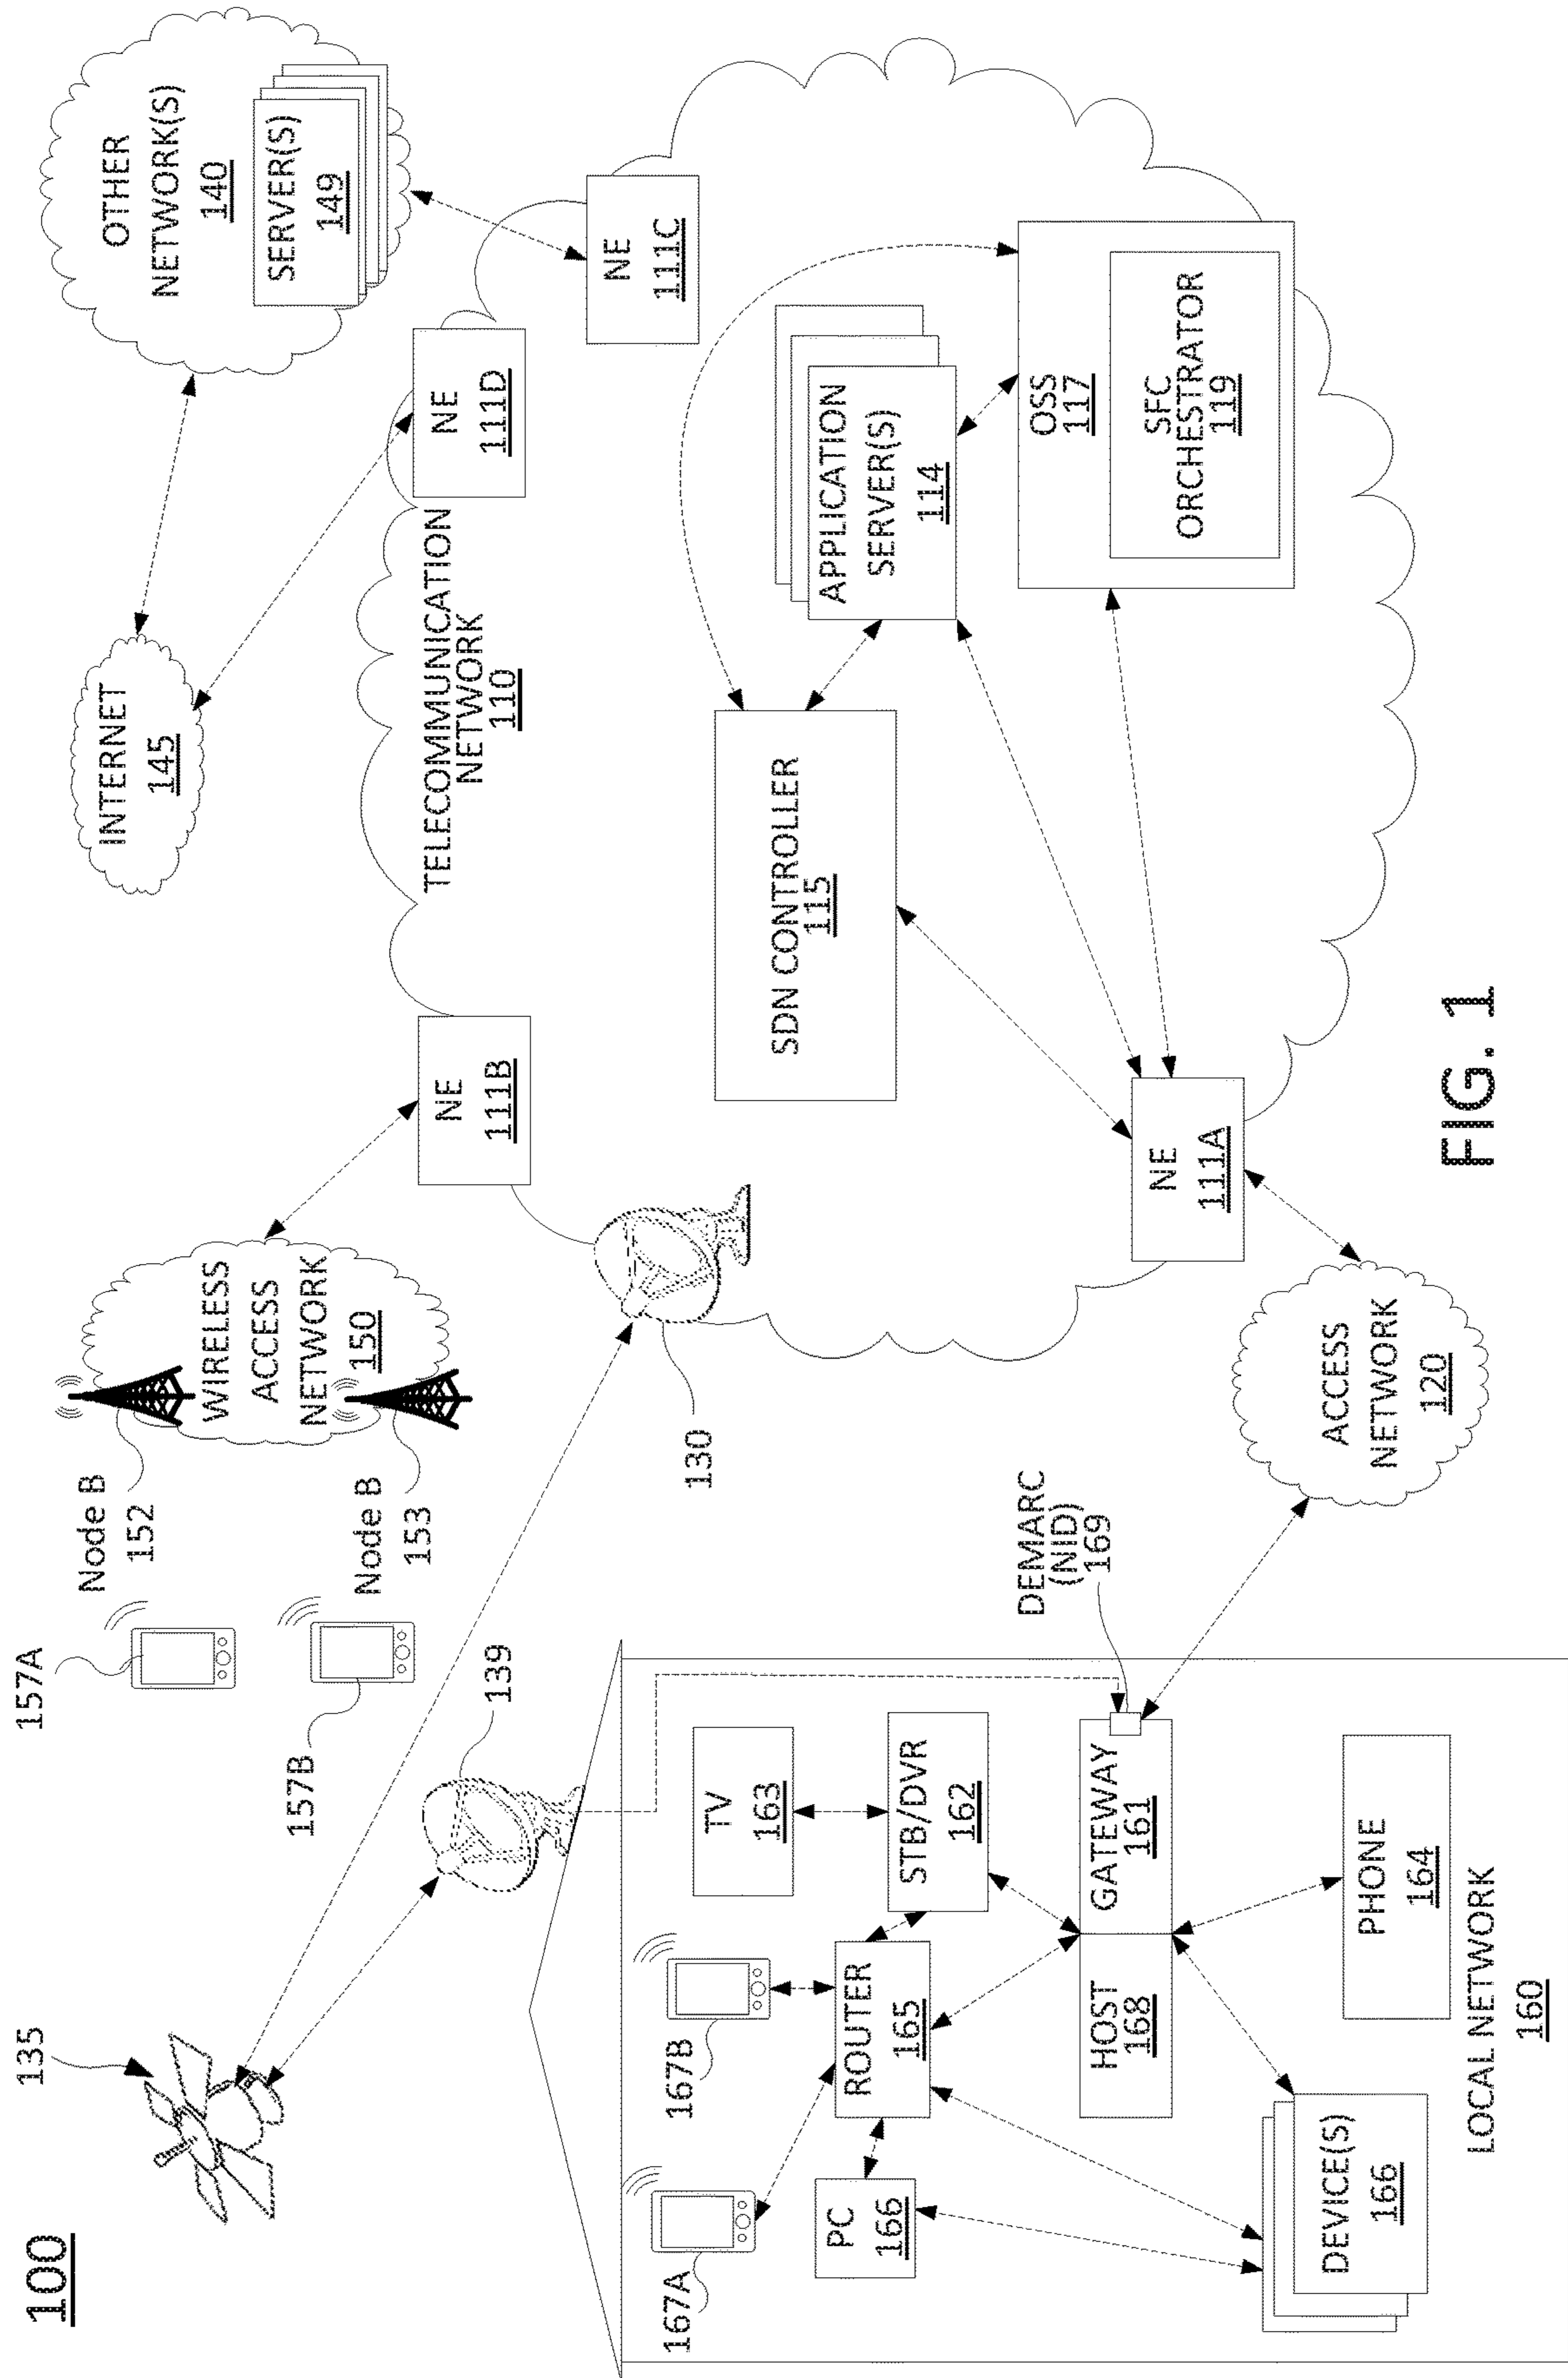 100
135
157A
157B
139
Node B
152
Node B
153
WIRELESS
ACCESS
NETWORK
150
130
INTERNET
145
OTHER
NETWORK(S)
140
SERVER(S)
149
NE
111B
NE
111D
NE
111C
TELECOMMUNICATION
NETWORK
110
SDN CONTROLLER
115
APPLICATION
SERVER(S)
114
OSS
117
SFC
ORCHESTRATOR
119
NE
111A
ACCESS
NETWORK
120
DEMARC
(NID)
169
167A
167B
TV
163
STB/DVR
162
ROUTER
165
PC
166
HOST
168
GATEWAY
161
DEVICE(S)
166
PHONE
164
LOCAL NETWORK
160
FIG. 1